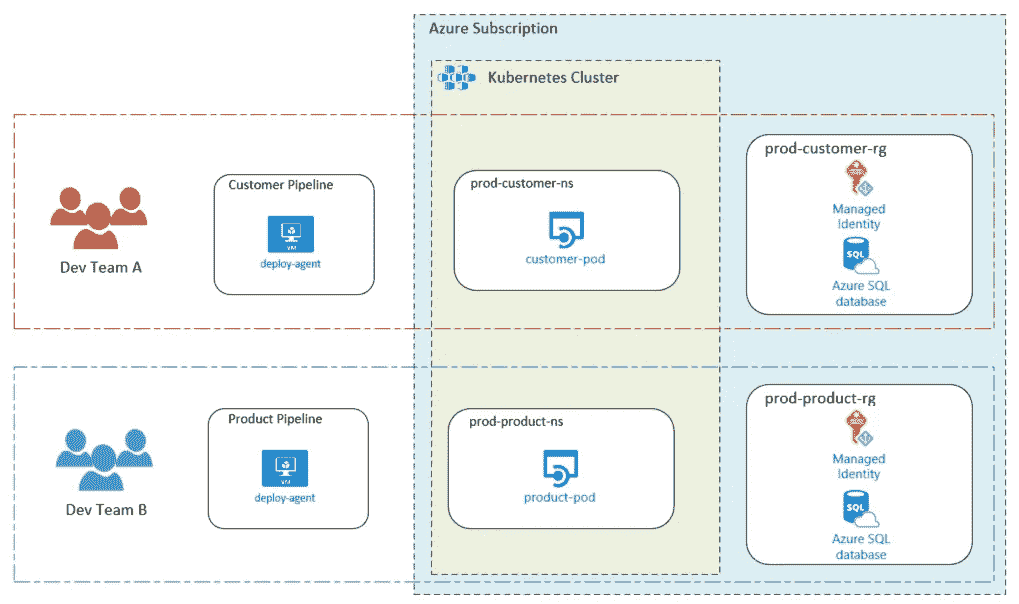 Azure Subscription
Kubernetes Cluster
Dev Team A
Customer Pipeline
VM
deploy-agent
prod-customer-ns
customer-pod
prod-customer-rg
Managed
Identity
SQL
Azure SQL
database
Dev Team B
Product Pipeline
VM
deploy-agent
prod-product-ns
product-pod
prod-product-rg
Managed
Identity
SQL
Azure SQL
database